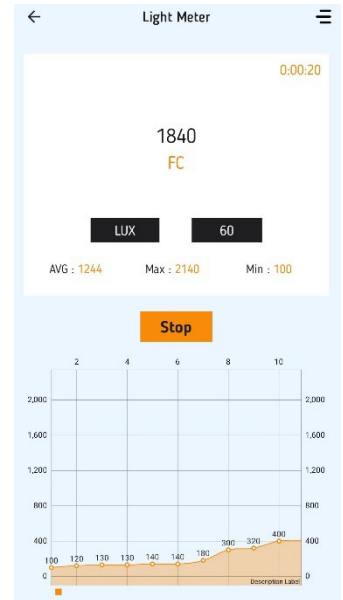 Light Meter
0:00:20
1840
FC
LUX 60
AVG : 1244 Max : 2140 Min : 100
Stop
2 4 6 8 10
2,000 2,000
1,600 1,600
1,200 1,200
800 800
400 400
100 120 130 130 140 140 180 300 320 400
0 0
Description Label